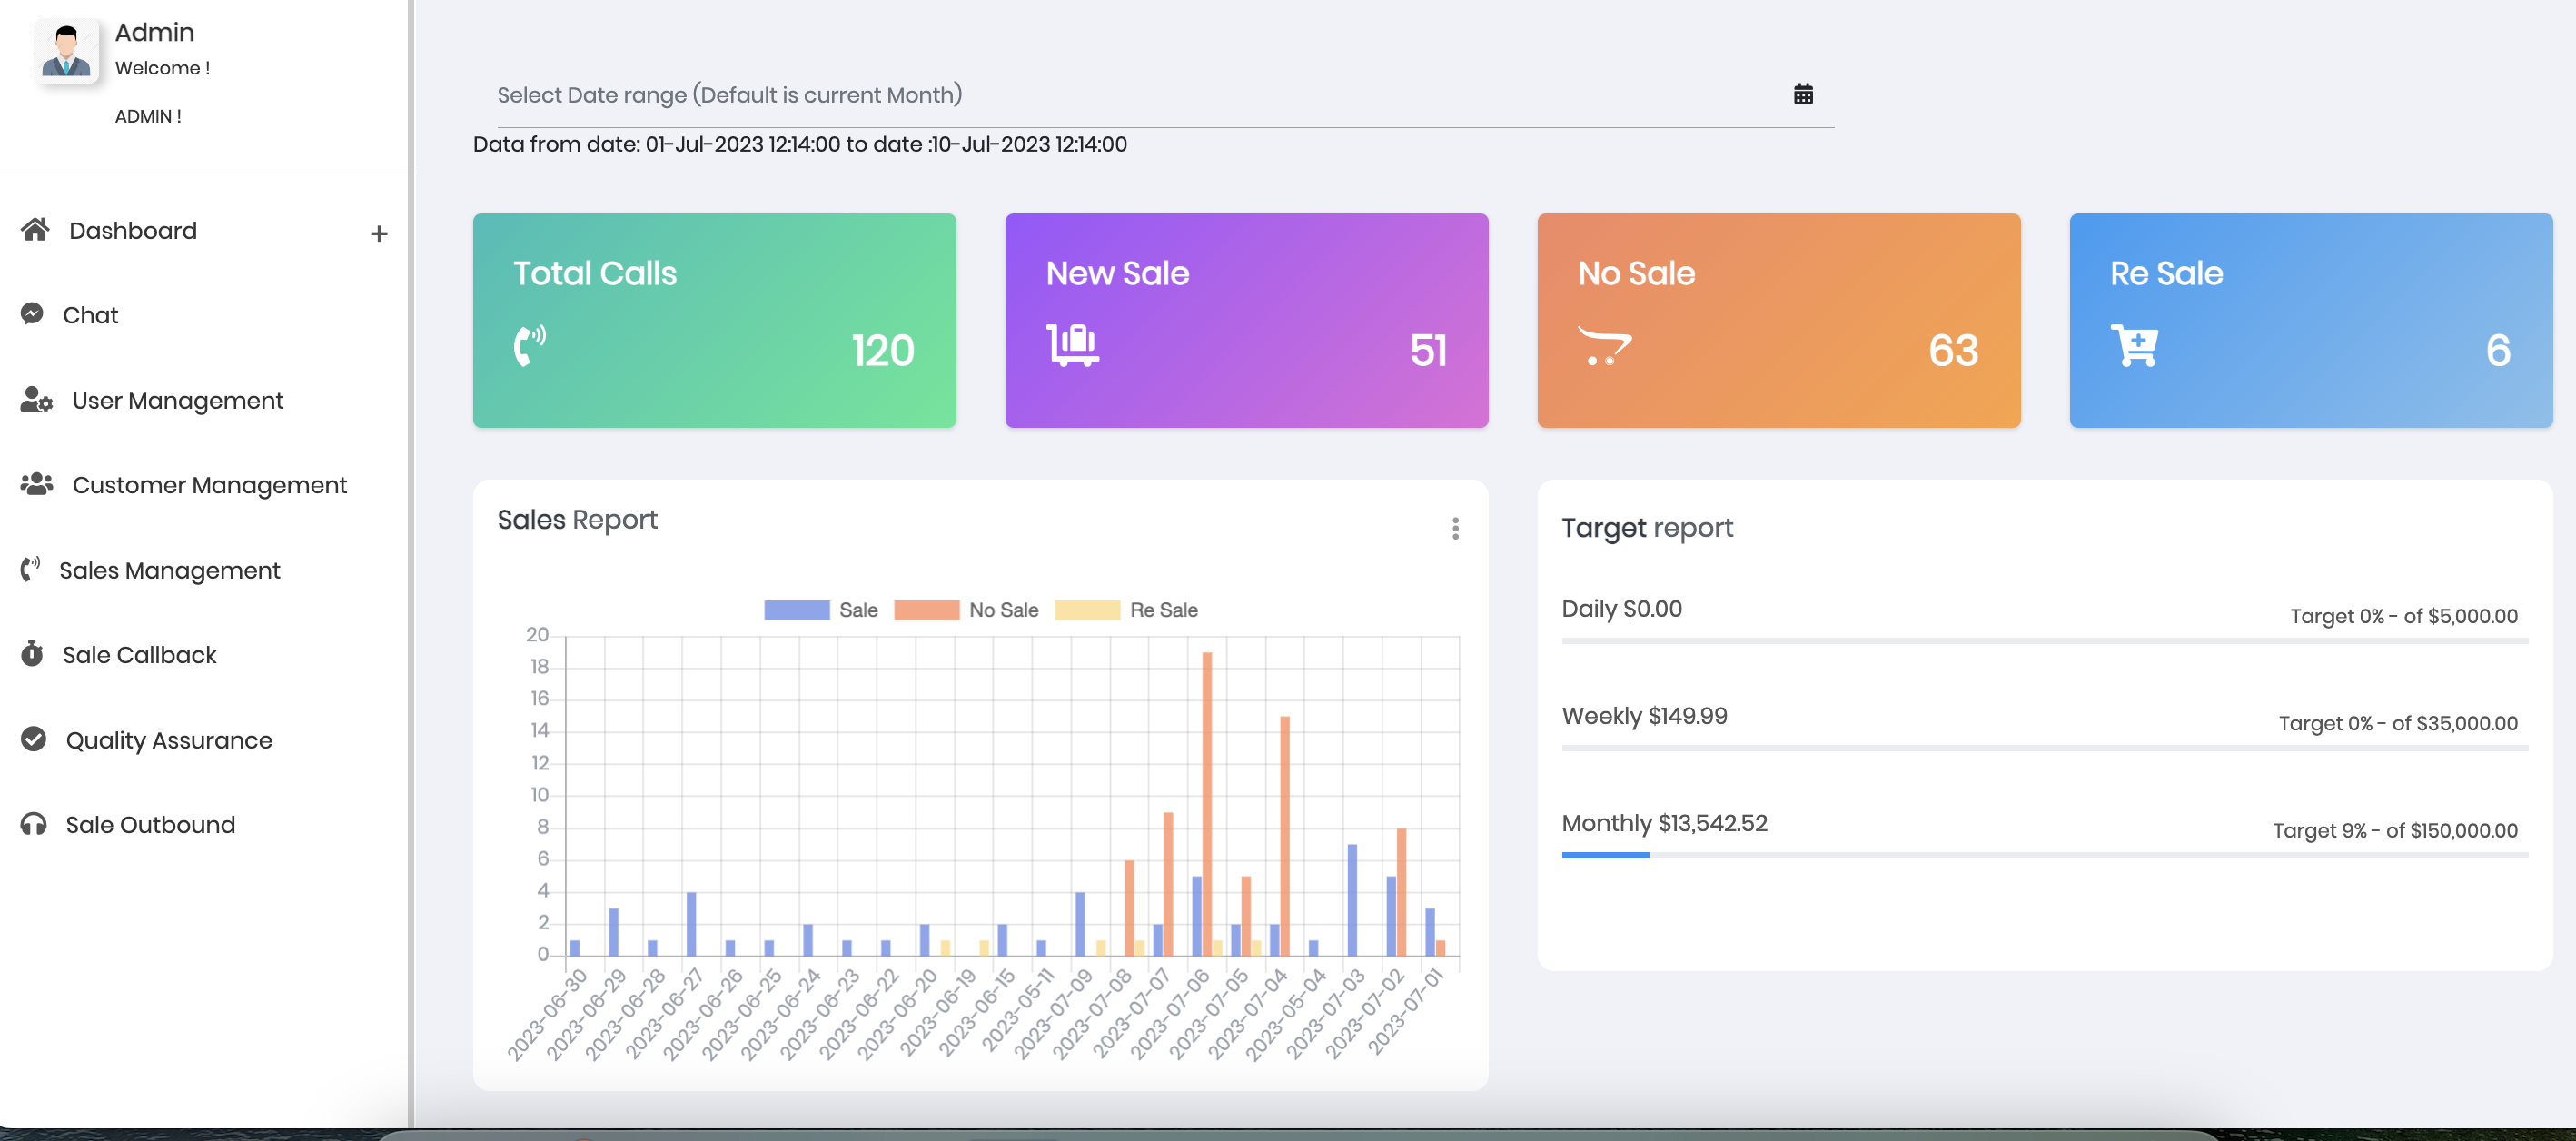 Admin
Welcome !
ADMIN !
Dashboard
Chat
User Management
Customer Management
Sales Management
Sale Callback
Quality Assurance
Sale Outbound
Select Date range (Default is current Month)
Data from date: 01-Jul-2023 12:14:00 to date :10-Jul-2023 12:14:00
Total Calls
120
New Sale
51
No Sale
63
Re Sale
6
Sales Report
Sale No Sale Re Sale
20
18
16
14
12
10
8
6
4
2
0
2023-06-30
2023-06-29
2023-06-28
2023-06-27
2023-06-26
2023-06-25
2023-06-24
2023-06-23
2023-06-22
2023-06-20
2023-06-19
2023-06-15
2023-05-11
2023-07-09
2023-07-08
2023-07-07
2023-07-06
2023-07-05
2023-07-04
2023-05-04
2023-07-03
2023-07-02
2023-07-01
Target report
Daily $0.00
Target 0% - of $5,000.00
Weekly $149.99
Target 0% - of $35,000.00
Monthly $13,542.52
Target 9% - of $150,000.00